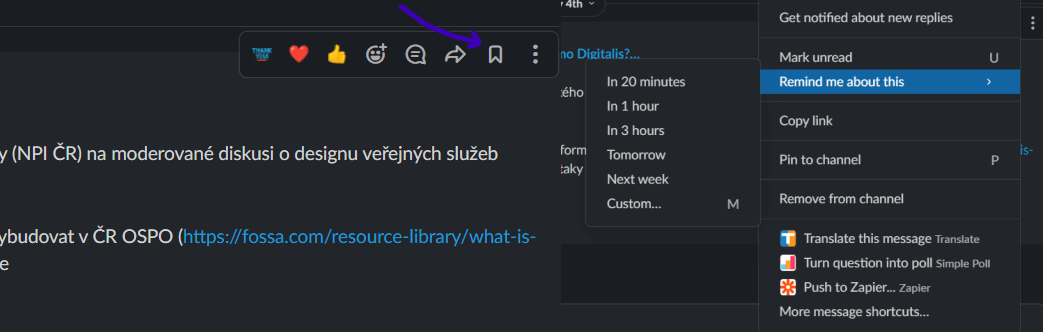 THANK YOU
y (NPI ČR) na moderované diskusi o designu veřejných služeb
ybudovat v ČR OSPO (https://fossa.com/resource-library/what-is-
e
y 4th
no Digitalis?...
tého
form
taky
is-
In 20 minutes
In 1 hour
In 3 hours
Tomorrow
Next week
Custom... M
Get notified about new replies
Mark unread U
Remind me about this
Copy link
Pin to channel P
Remove from channel
Translate this message Translate
Turn question into poll Simple Poll
Push to Zapier... Zapier
More message shortcuts...